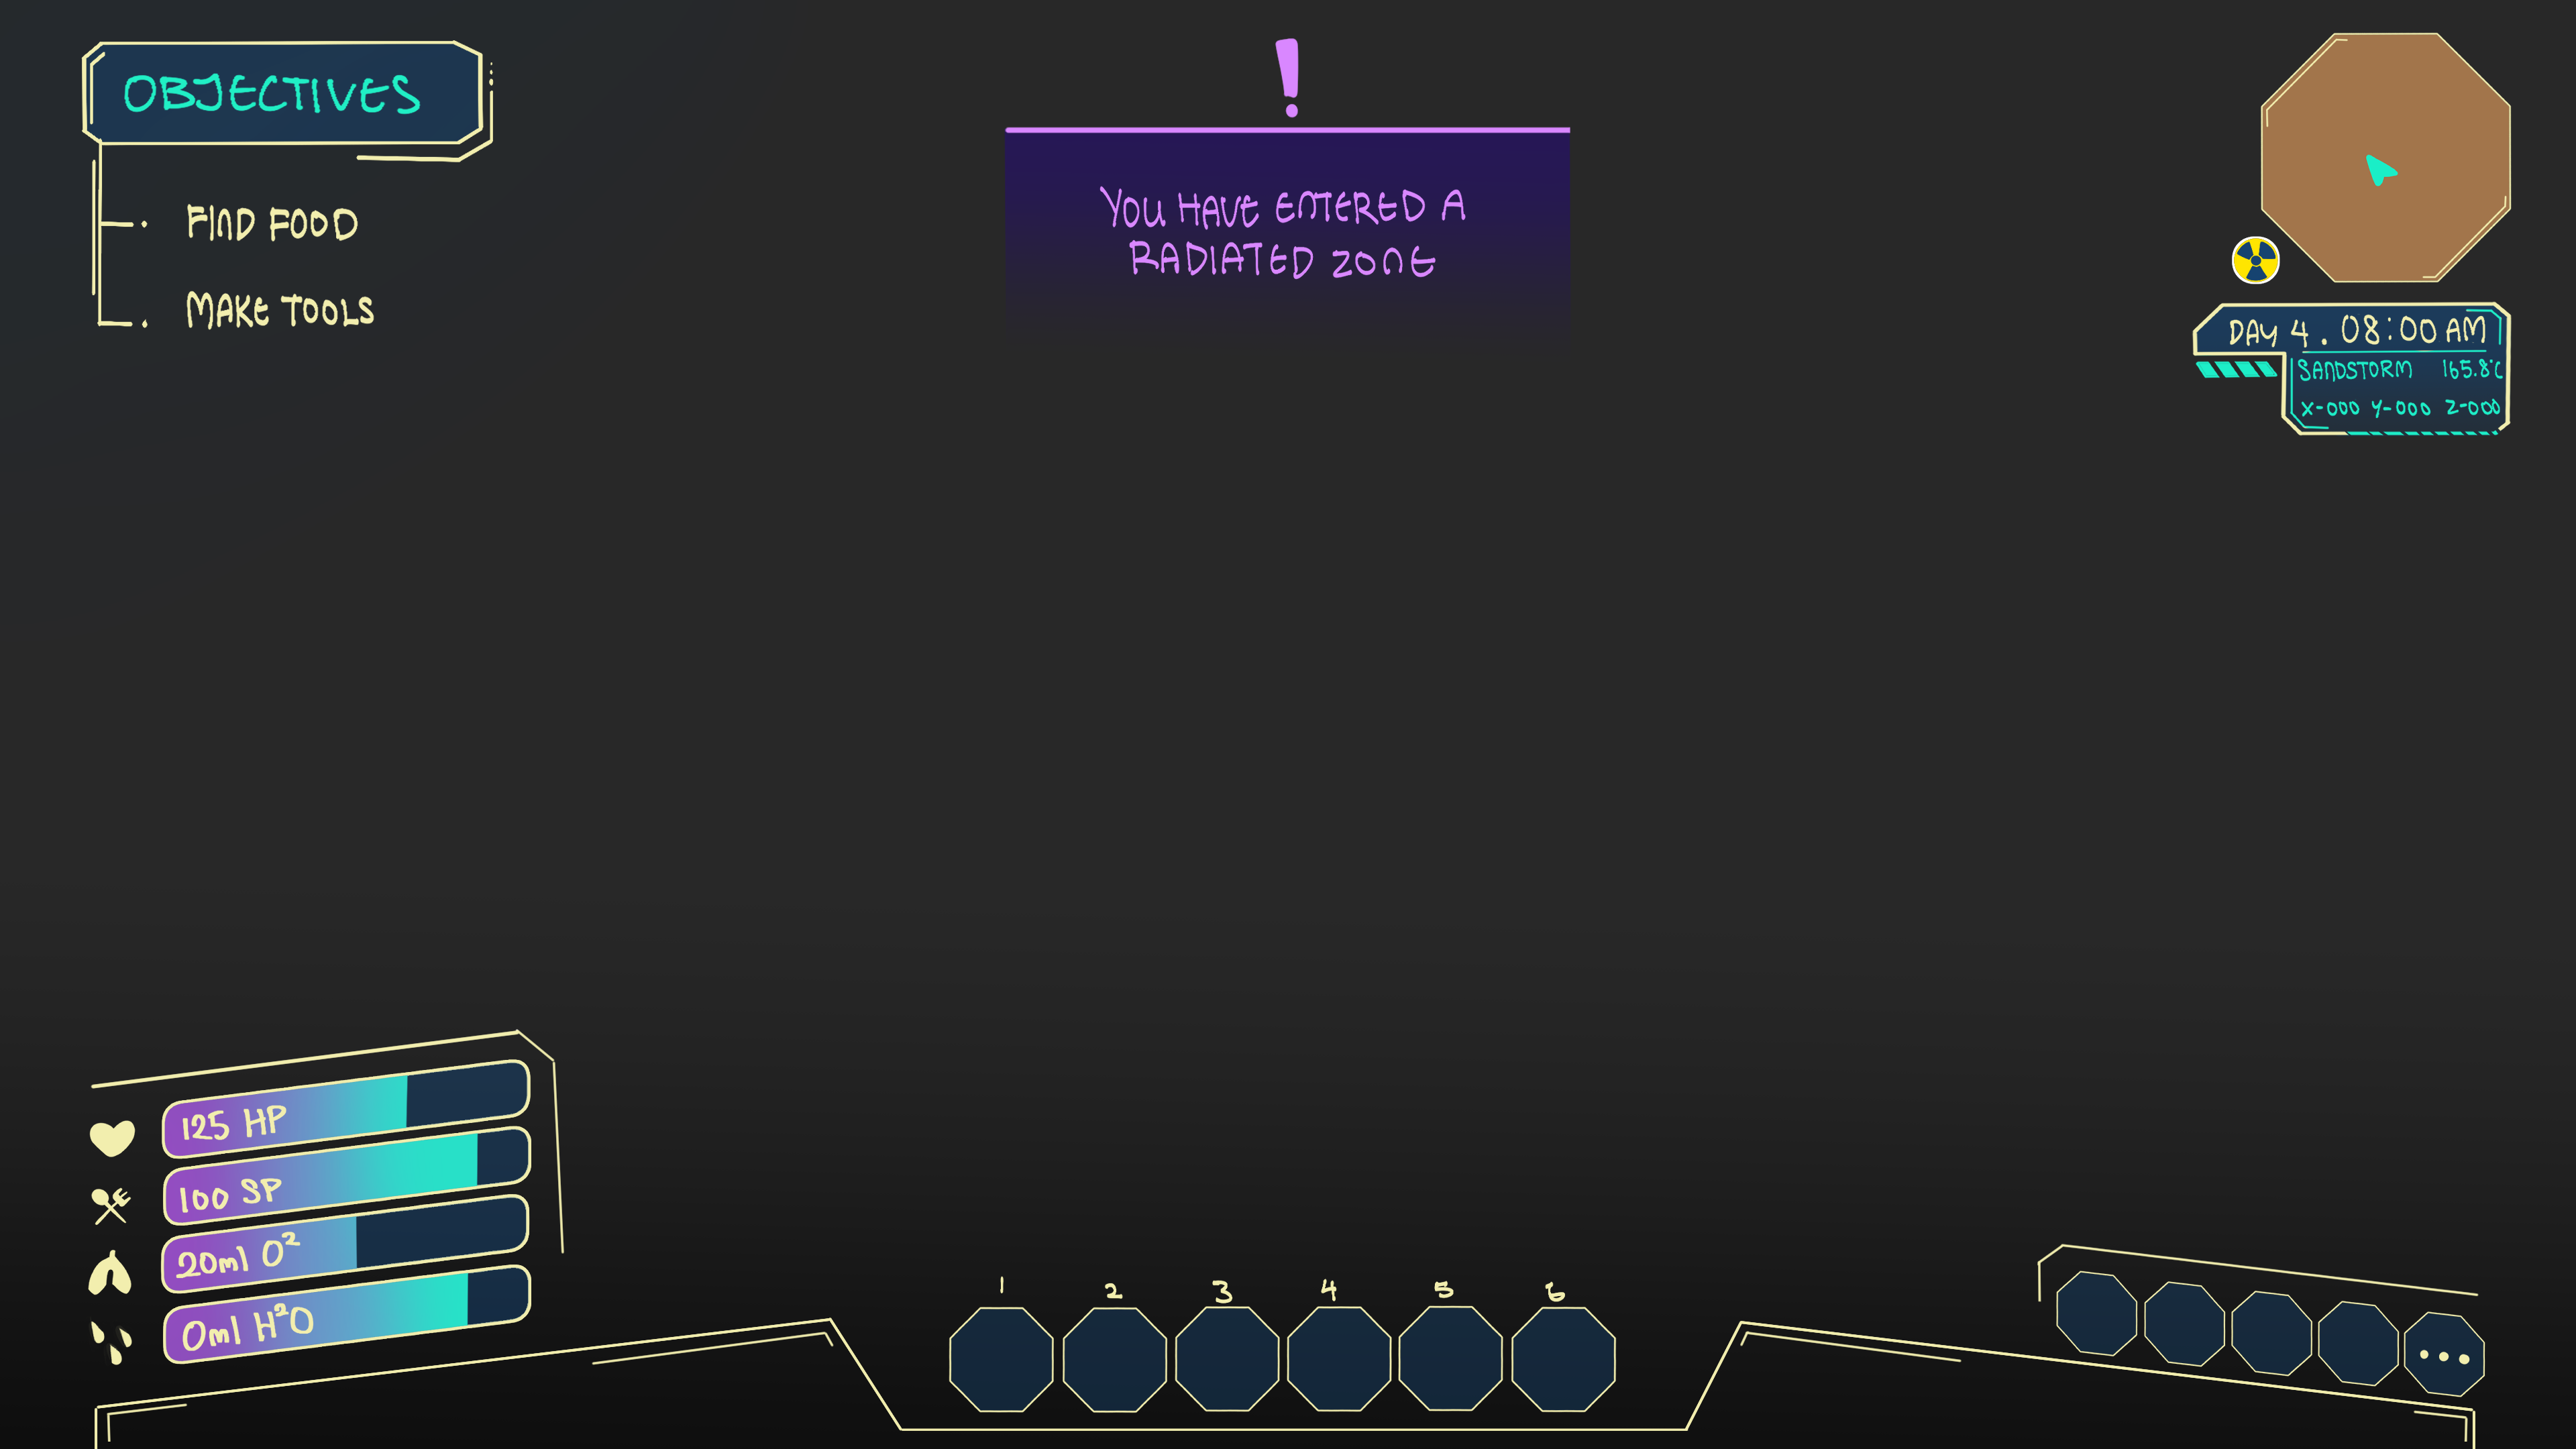 OBJECTIVES
FIND FOOD
MAKE TOOLS
!
YOU HAVE ENTERED A
RADIATED ZONE
DAY 4 . 08:00 AM
SANDSTORM 165.8°C
X-000 Y-000 Z-000
125 HP
100 SP
20ml O²
0ml H²O
1 2 3 4 5 6